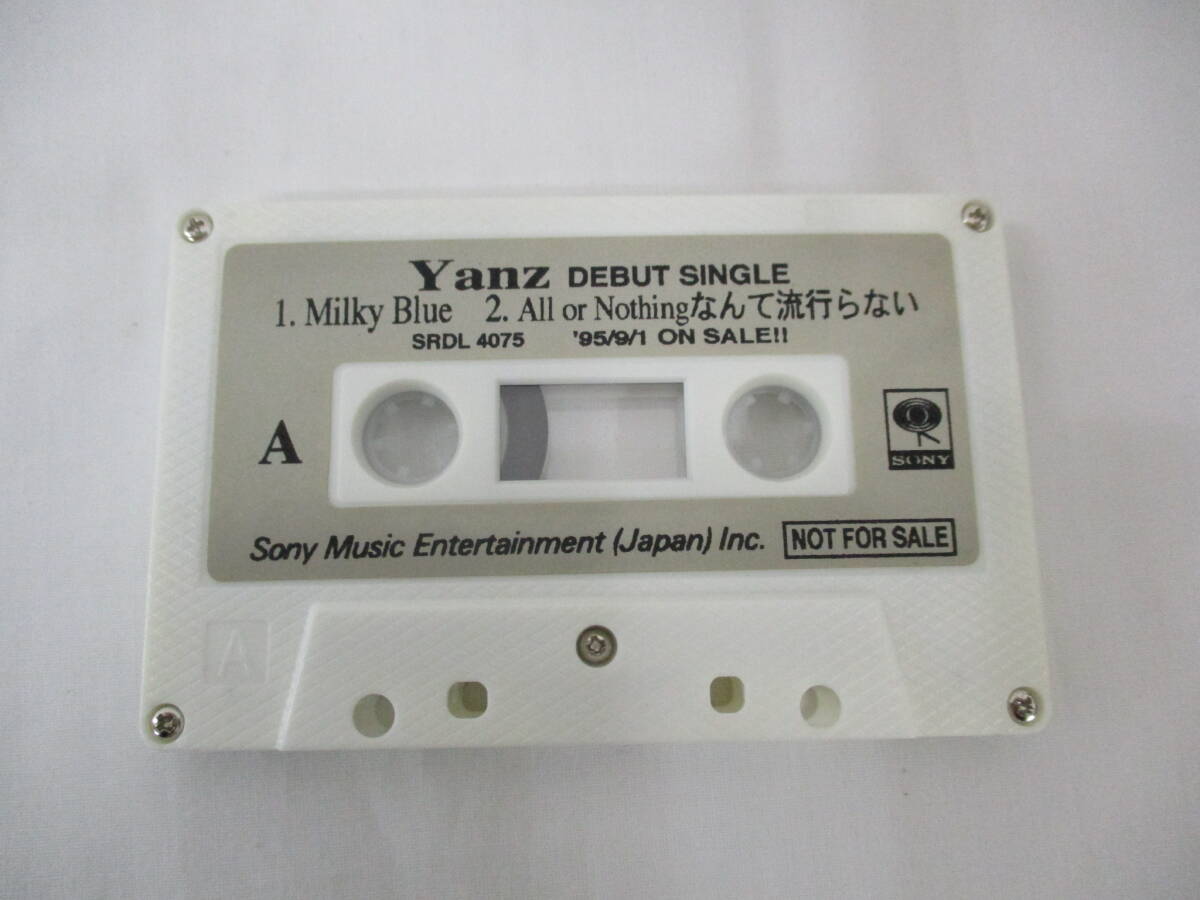 Yanz DEBUT SINGLE
1. Milky Blue 2. All or Nothingなんて流行らない
SRDL 4075 '95/9/1 ON SALE!!
A
SONY
Sony Music Entertainment (Japan) Inc. NOT FOR SALE
A